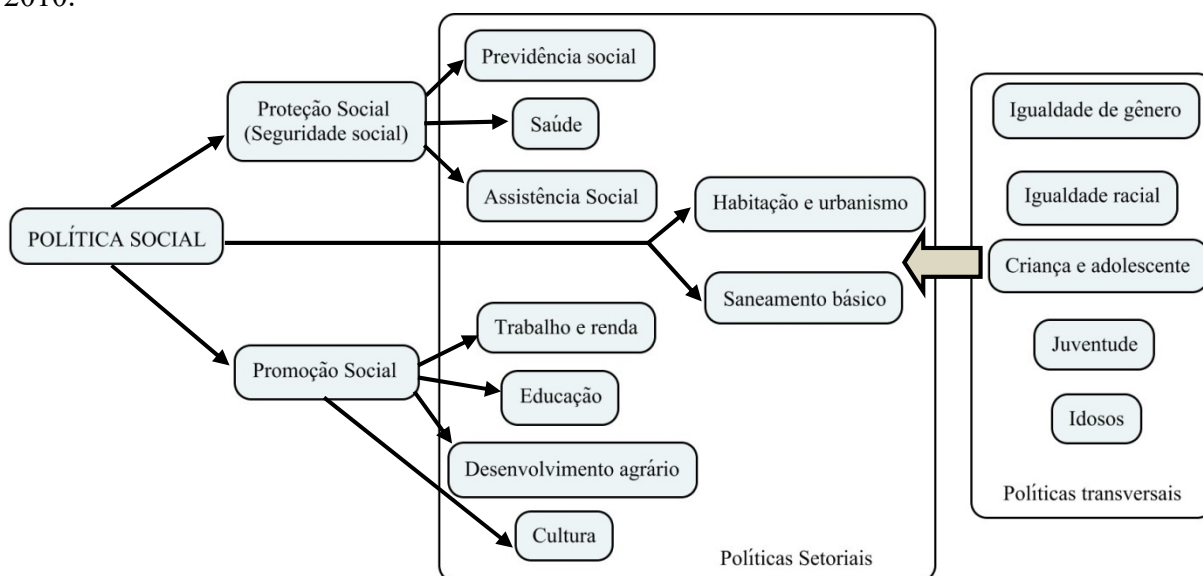 2010.
Previdência social
Proteção Social
(Seguridade social)
Saúde
Igualdade de gênero
Assistência Social
Habitação e urbanismo
Igualdade racial
POLÍTICA SOCIAL
Criança e adolescente
Saneamento básico
Trabalho e renda
Juventude
Promoção Social
Educação
Idosos
Desenvolvimento agrário
Políticas transversais
Cultura
Políticas Setoriais